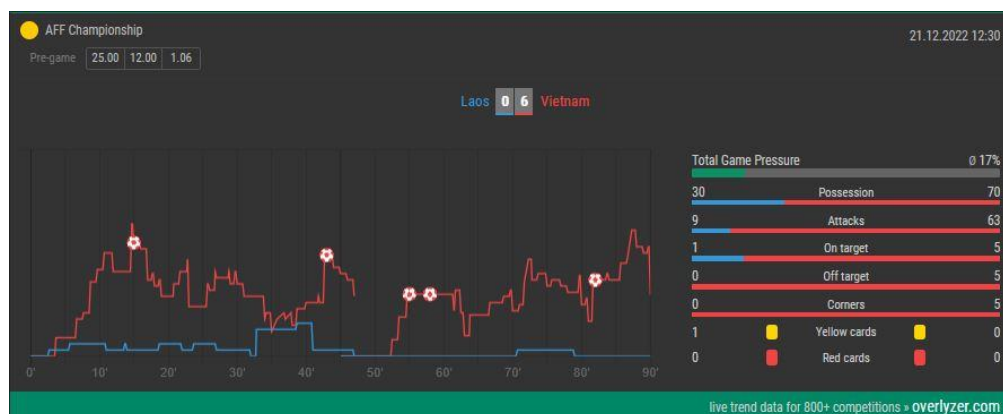 AFF Championship
21.12.2022 12:30
Pre-game 25.00 12.00 1.06
Laos 0 6 Vietnam
Total Game Pressure Ø 17%
30 Possession 70
9 Attacks 63
1 On target 5
0 Off target 5
0 Corners 5
1 Yellow cards 0
0 Red cards 0
0' 10' 20' 30' 40' 50' 60' 70' 80' 90'
live trend data for 800+ competitions » overlyzer.com